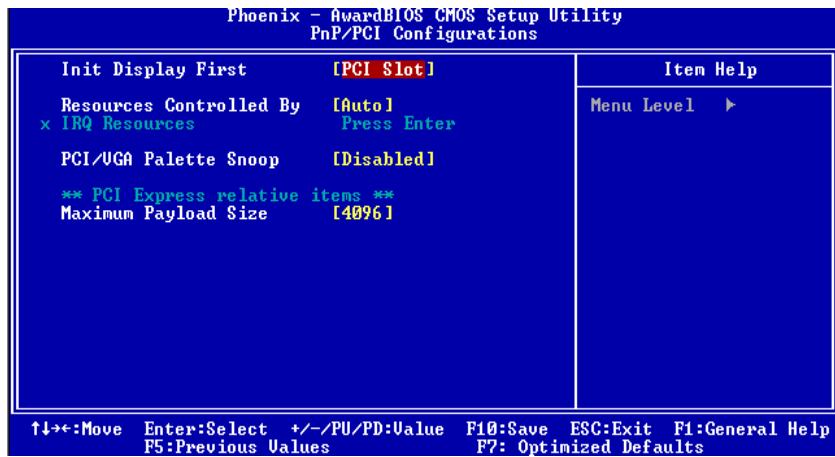 Phoenix - AwardBIOS CMOS Setup Utility
PnP/PCI Configurations
Init Display First [PCI Slot]
Resources Controlled By [Auto]
x IRQ Resources Press Enter
PCI/VGA Palette Snoop [Disabled]
** PCI Express relative items **
Maximum Payload Size [4096]
Item Help
Menu Level ►
↑↓→←:Move Enter:Select +/-/PU/PD:Value F10:Save ESC:Exit F1:General Help
F5:Previous Values F7: Optimized Defaults